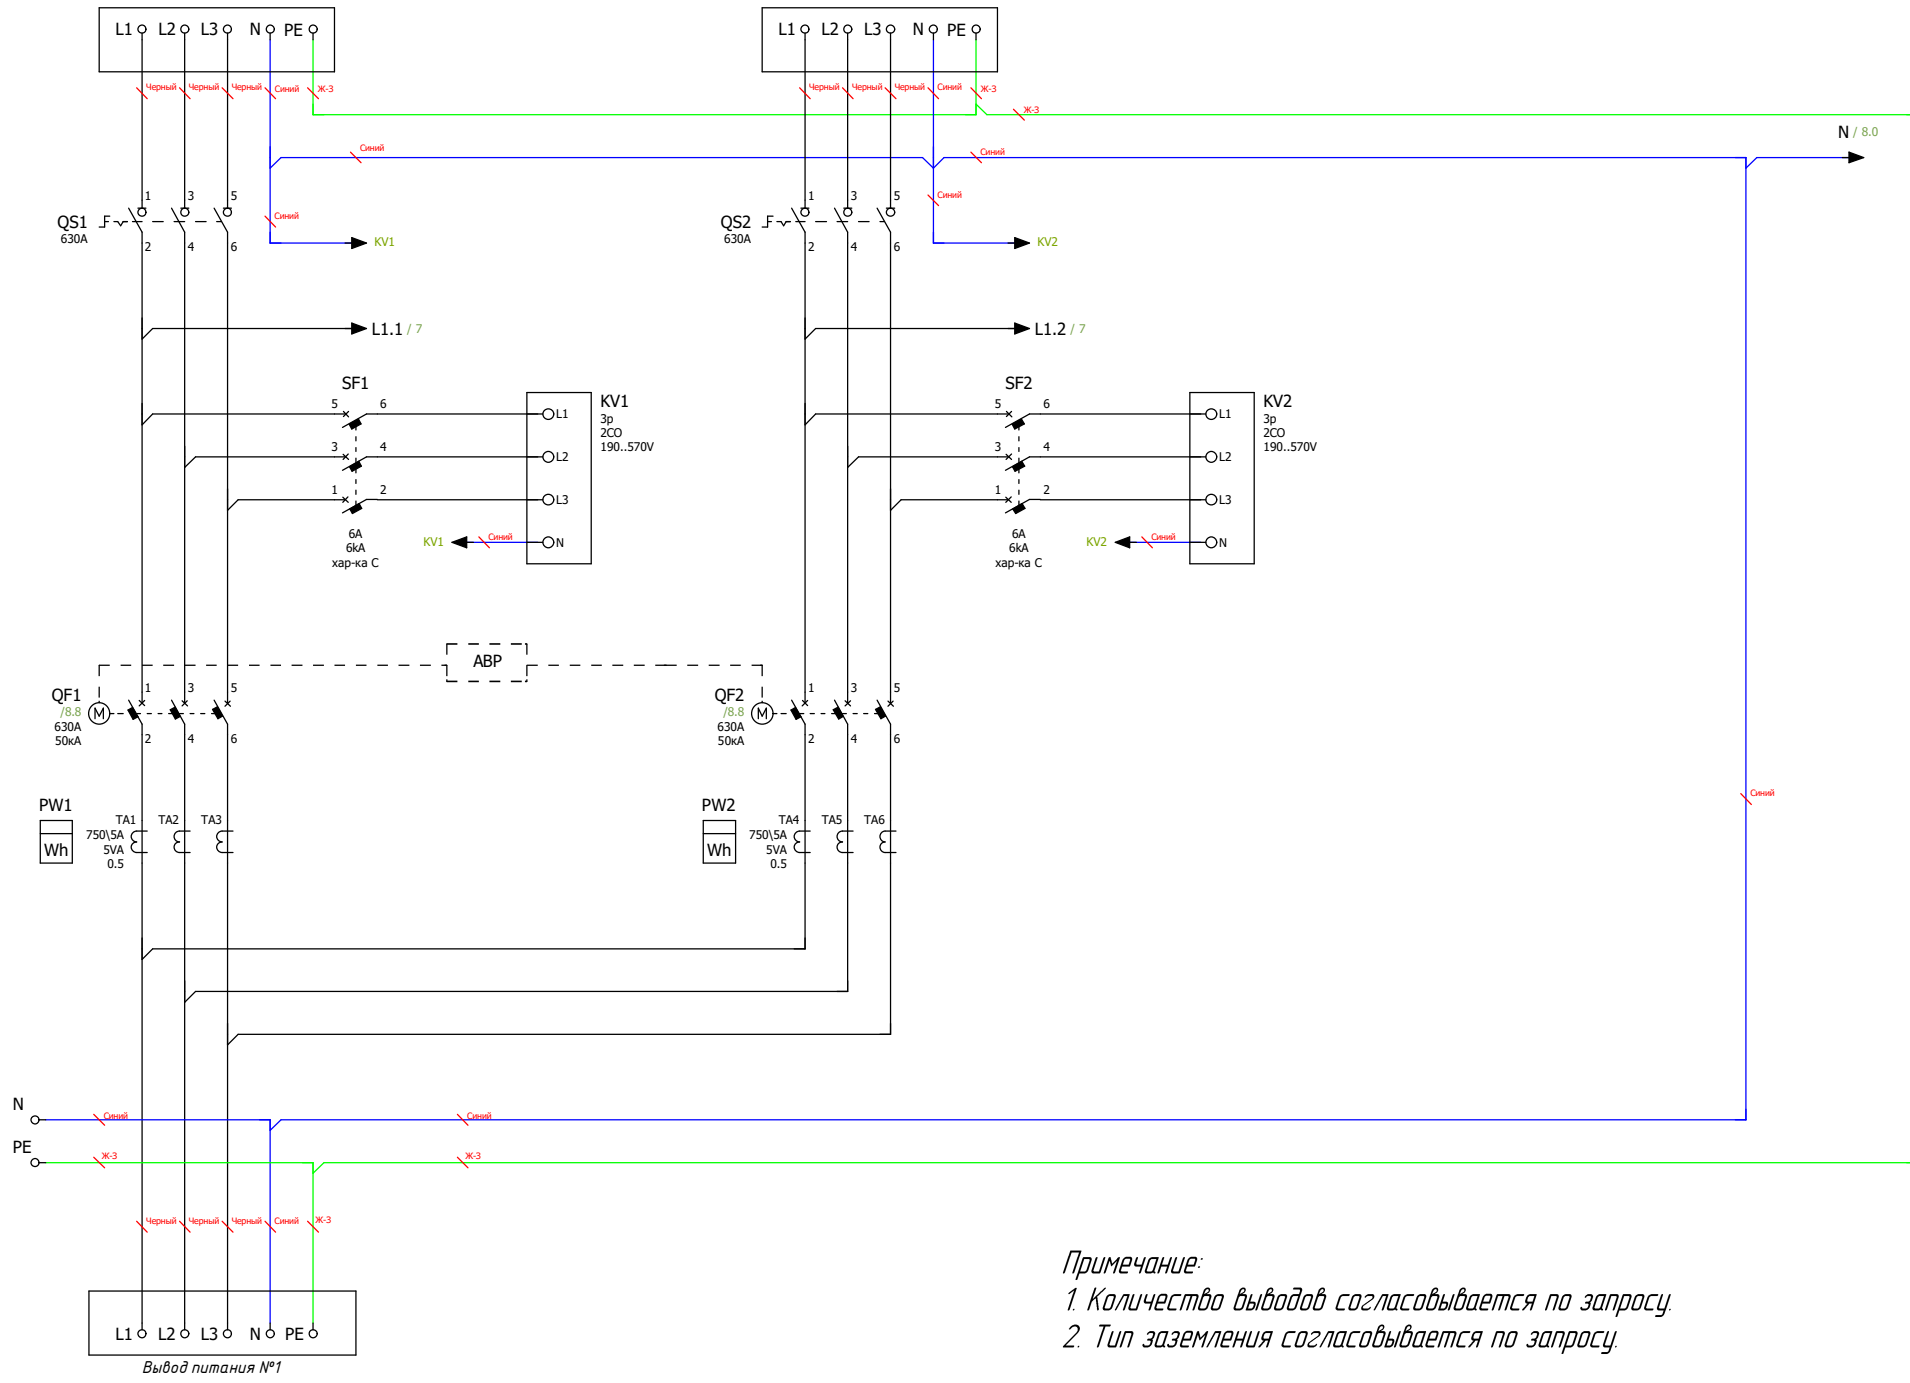 L1 L2 L3 N PE
L1 L2 L3 N PE
Черный Черный Черный Синий Ж-З
Черный Черный Черный Синий Ж-З
Ж-З
N / 8.0
Синий
Синий
Синий
1 3 5
1 3 5
QS1
630A
Синий
QS2
630A
2 4 6
2 4 6
KV1
KV2
L1.1 / 7
L1.2 / 7
SF1
5 6
3 4
1 2
6A
6kA
хар-ка С
KV1
3p
2CO
190..570V
L1
L2
L3
N
KV1
Синий
SF2
5 6
3 4
1 2
6A
6kA
хар-ка С
KV2
3p
2CO
190..570V
L1
L2
L3
N
KV2
Синий
АВР
QF1
/8.8
630A
50кА
M
1 3 5
2 4 6
QF2
/8.8
630A
50кА
M
1 3 5
2 4 6
Синий
PW1
Wh
TA1 TA2 TA3
750\5A
5VA
0.5
PW2
Wh
TA4 TA5 TA6
750\5A
5VA
0.5
N
Синий
Синий
PE
Ж-З
Ж-З
Черный Черный Черный Синий Ж-З
L1 L2 L3 N PE
Вывод питания №1
Примечание:
1. Количество выводов согласовывается по запросу.
2. Тип заземления согласовывается по запросу.